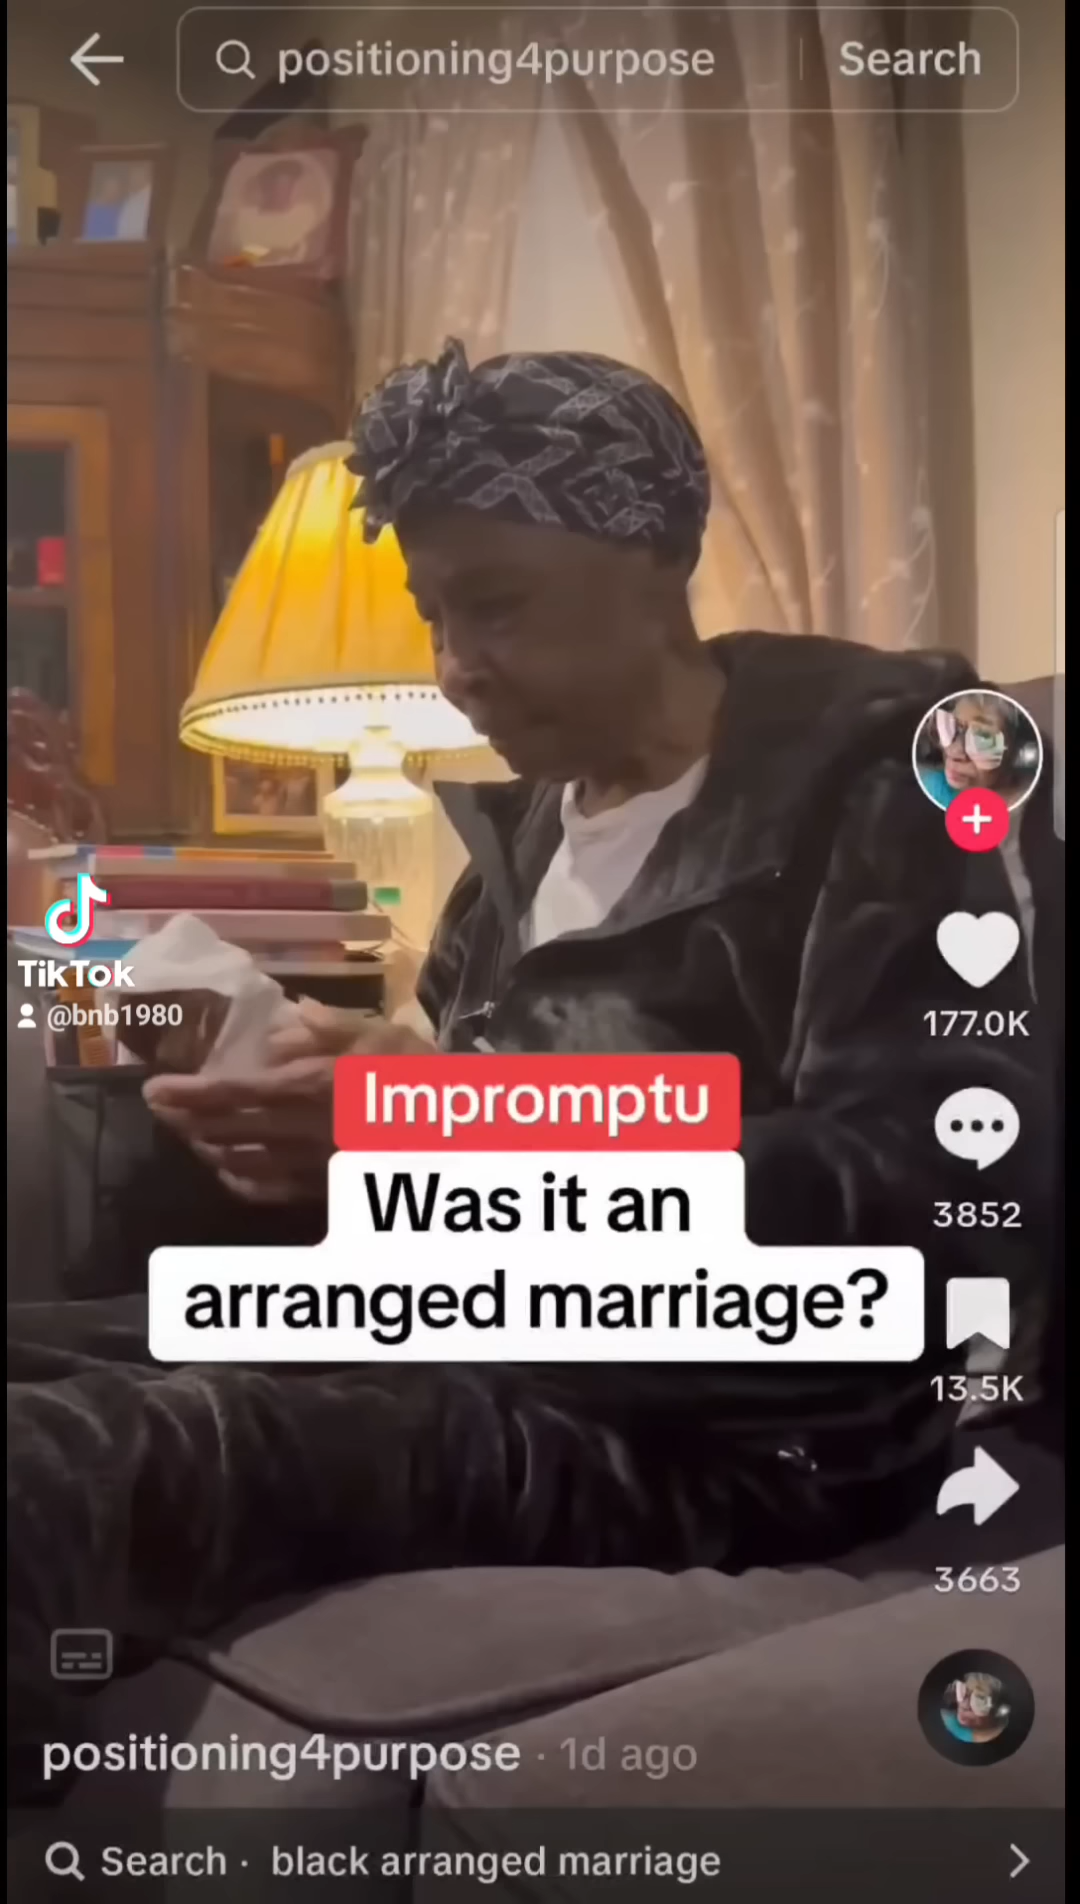 positioning4purpose
Search
TikTok
@bnb1980
Impromptu
Was it an
arranged marriage?
177.0K
3852
13.5K
3663
positioning4purpose · 1d ago
Search · black arranged marriage